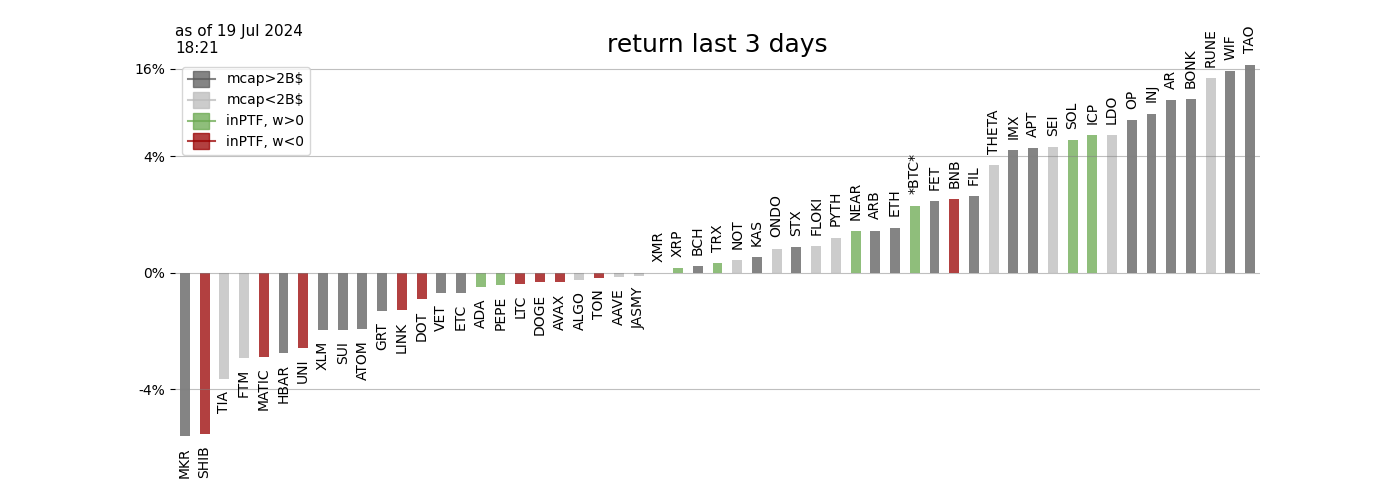 as of 19 Jul 2024
18:21
return last 3 days
16%
4%
0%
-4%
mcap>2B$
mcap<2B$
inPTF, w>0
inPTF, w<0
MKR
SHIB
TIA
FTM
MATIC
HBAR
UNI
XLM
SUI
ATOM
GRT
LINK
DOT
VET
ETC
ADA
PEPE
LTC
DOGE
AVAX
ALGO
TON
AAVE
JASMY
XMR
XRP
BCH
TRX
NOT
KAS
ONDO
STX
FLOKI
PYTH
NEAR
ARB
ETH
*BTC*
FET
BNB
FIL
THETA
IMX
APT
SEI
SOL
ICP
LDO
OP
INJ
AR
BONK
RUNE
WIF
TAO